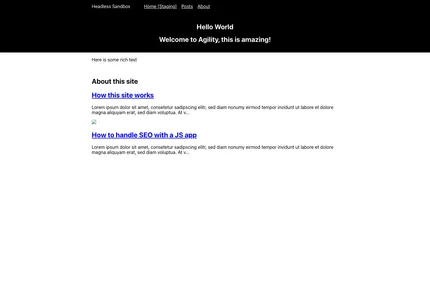 Headless Sandbox Home [Staging] Posts About
Hello World
Welcome to Agility, this is amazing!
Here is some rich text
About this site
How this site works
Lorem ipsum dolor sit amet, consetetur sadipscing elitr, sed diam nonumy eirmod tempor invidunt ut labore et dolore
magna aliquyam erat, sed diam voluptua. At v...
How to handle SEO with a JS app
Lorem ipsum dolor sit amet, consetetur sadipscing elitr, sed diam nonumy eirmod tempor invidunt ut labore et dolore
magna aliquyam erat, sed diam voluptua. At v...